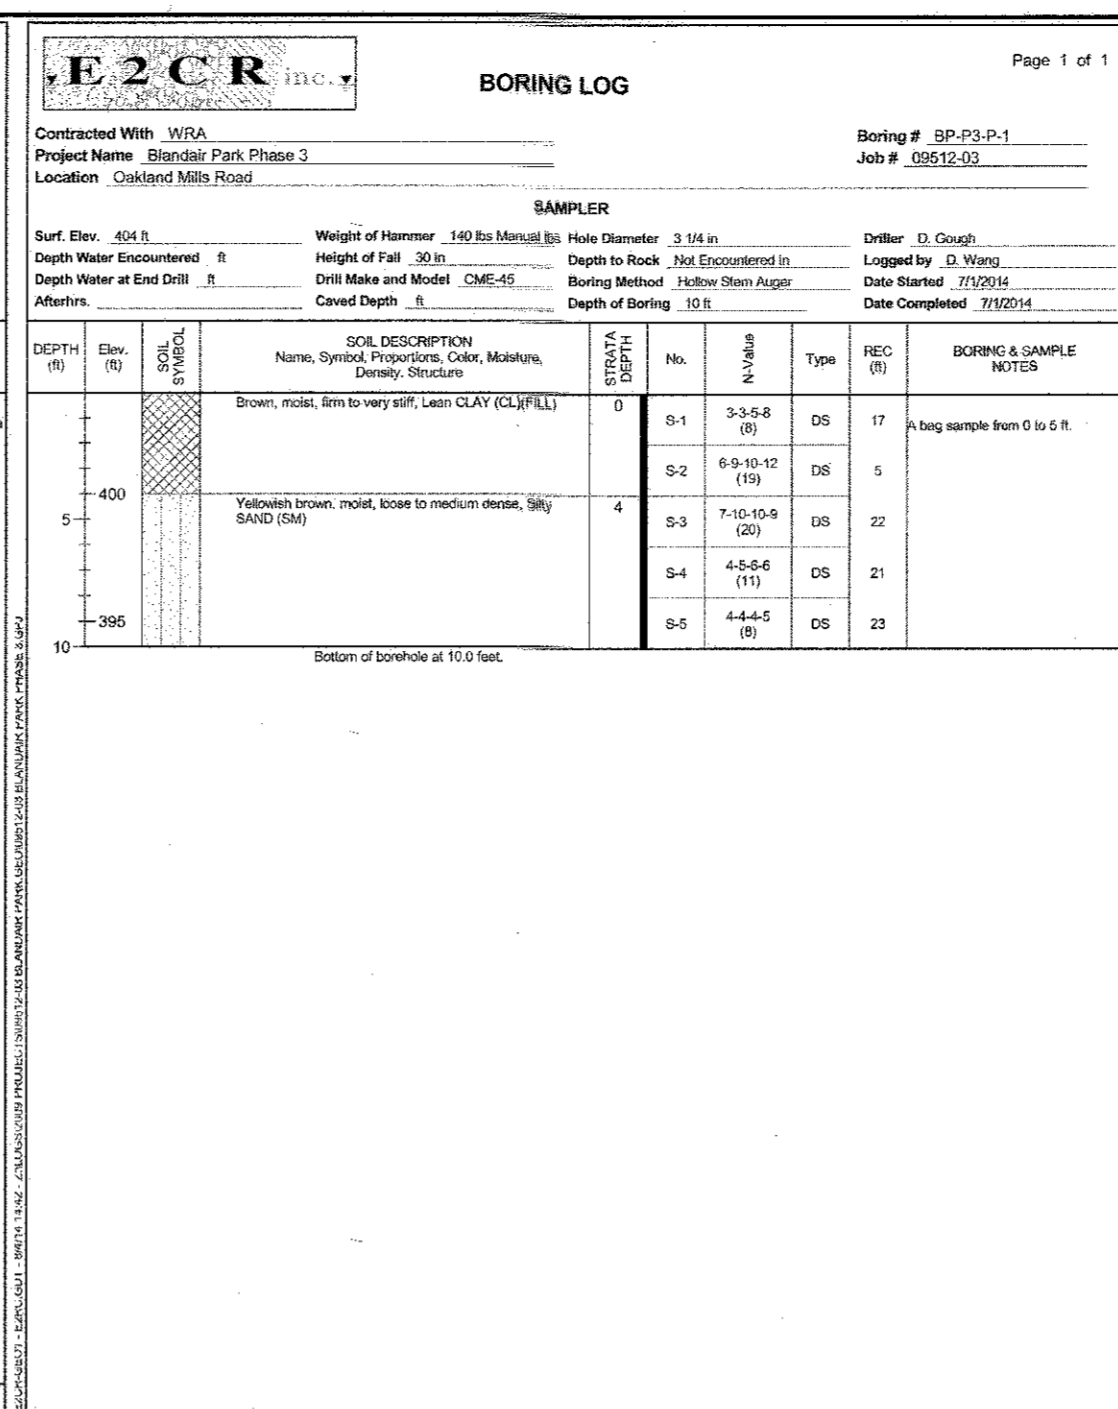 E2CR inc.
Page 1 of 1
BORING LOG
Contracted With WRA
Boring # BP-P3-P-1
Project Name Blandair Park Phase 3
Job # 09512-03
Location Oakland Mills Road
SAMPLER
Surf. Elev. 404 ft Weight of Hammer 140 lbs Manual lbs Hole Diameter 3 1/4 in Driller D. Gough
Depth Water Encountered ft Height of Fall 30 in Depth to Rock Not Encountered in Logged by D. Wang
Depth Water at End Drill ft Drill Make and Model CME-45 Boring Method Hollow Stem Auger Date Started 7/1/2014
Afterhrs. Caved Depth ft Depth of Boring 10 ft Date Completed 7/1/2014
DEPTH (ft) Elev. (ft) SOIL SYMBOL SOIL DESCRIPTION Name, Symbol, Proportions, Color, Moisture, Density, Structure STRATA DEPTH No. N-Value Type REC (ft) BORING & SAMPLE NOTES
Brown, moist, firm to very stiff, Lean CLAY (CL)(FILL) 0
S-1 3-3-5-8 (8) DS 17 A bag sample from 0 to 5 ft.
S-2 6-9-10-12 (19) DS 5
400
Yellowish brown, moist, loose to medium dense, Silty SAND (SM) 4
5
S-3 7-10-10-9 (20) DS 22
S-4 4-5-6-6 (11) DS 21
395
S-5 4-4-4-5 (8) DS 23
10
Bottom of borehole at 10.0 feet.